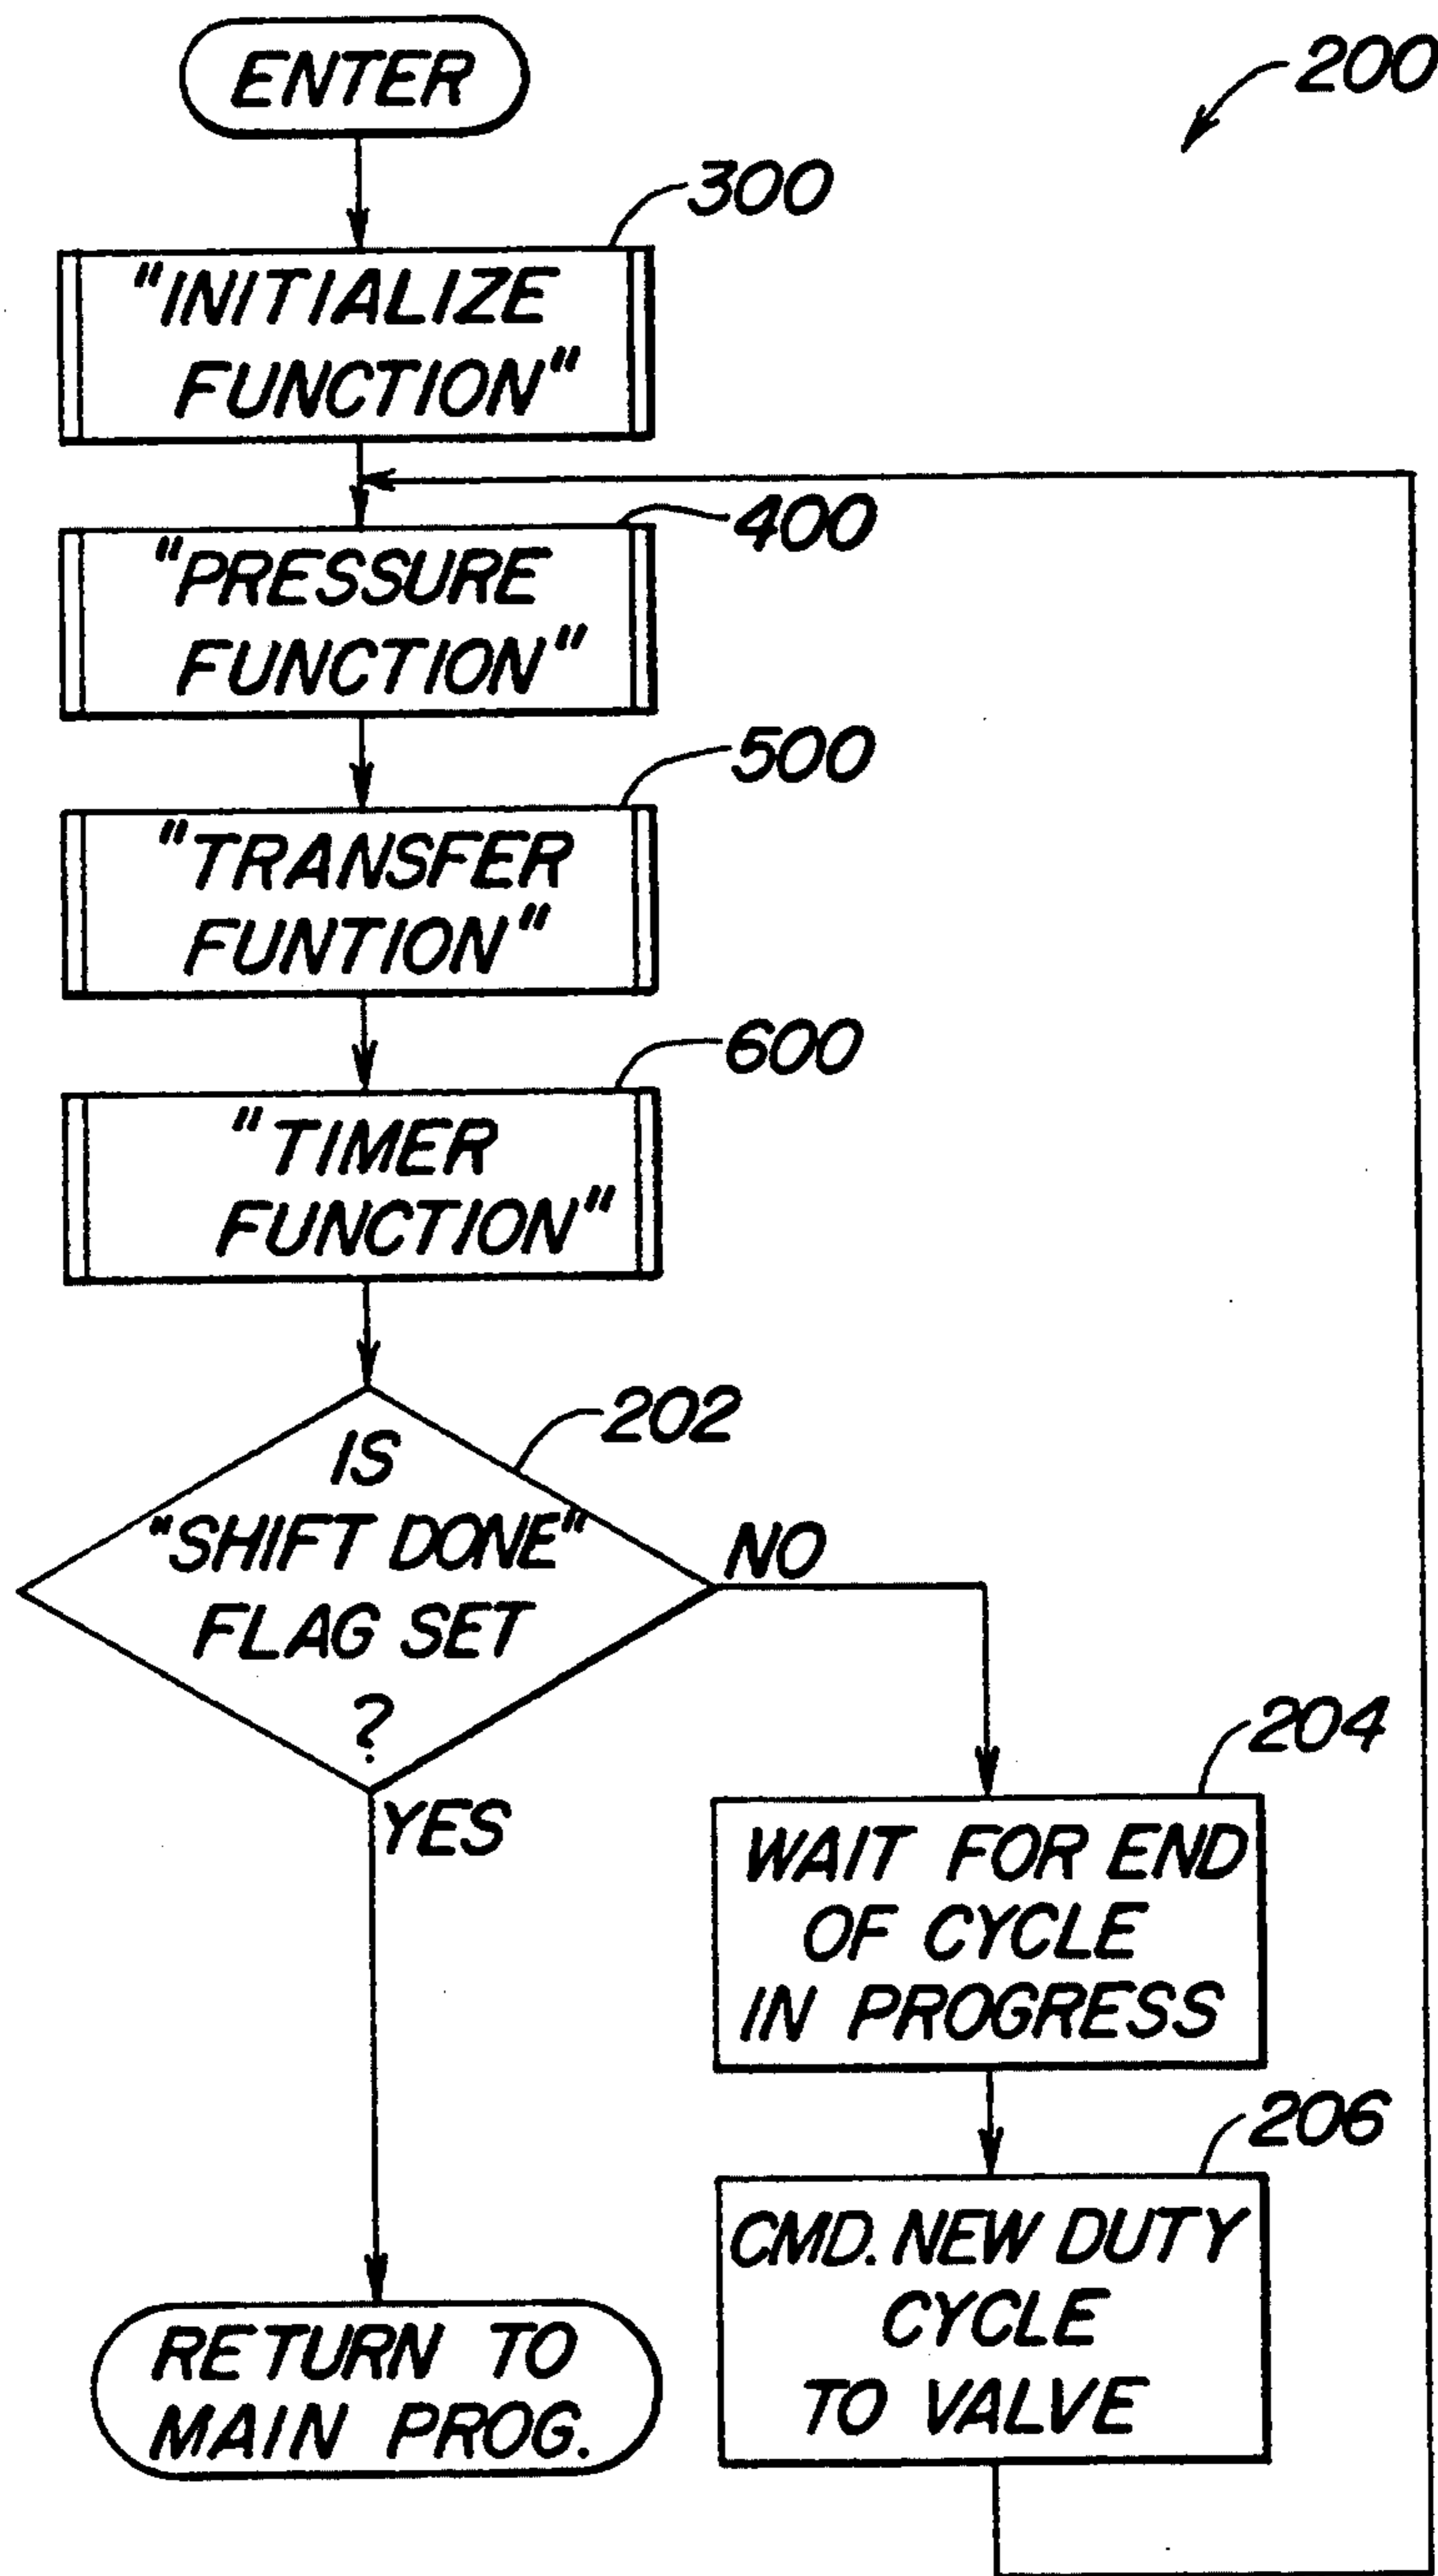 ENTER
200
300
"INITIALIZE
FUNCTION"
400
"PRESSURE
FUNCTION"
500
"TRANSFER
FUNTION"
600
"TIMER
FUNCTION"
202
IS
"SHIFT DONE"
FLAG SET
?
NO
YES
204
WAIT FOR END
OF CYCLE
IN PROGRESS
206
CMD. NEW DUTY
CYCLE
TO VALVE
RETURN TO
MAIN PROG.